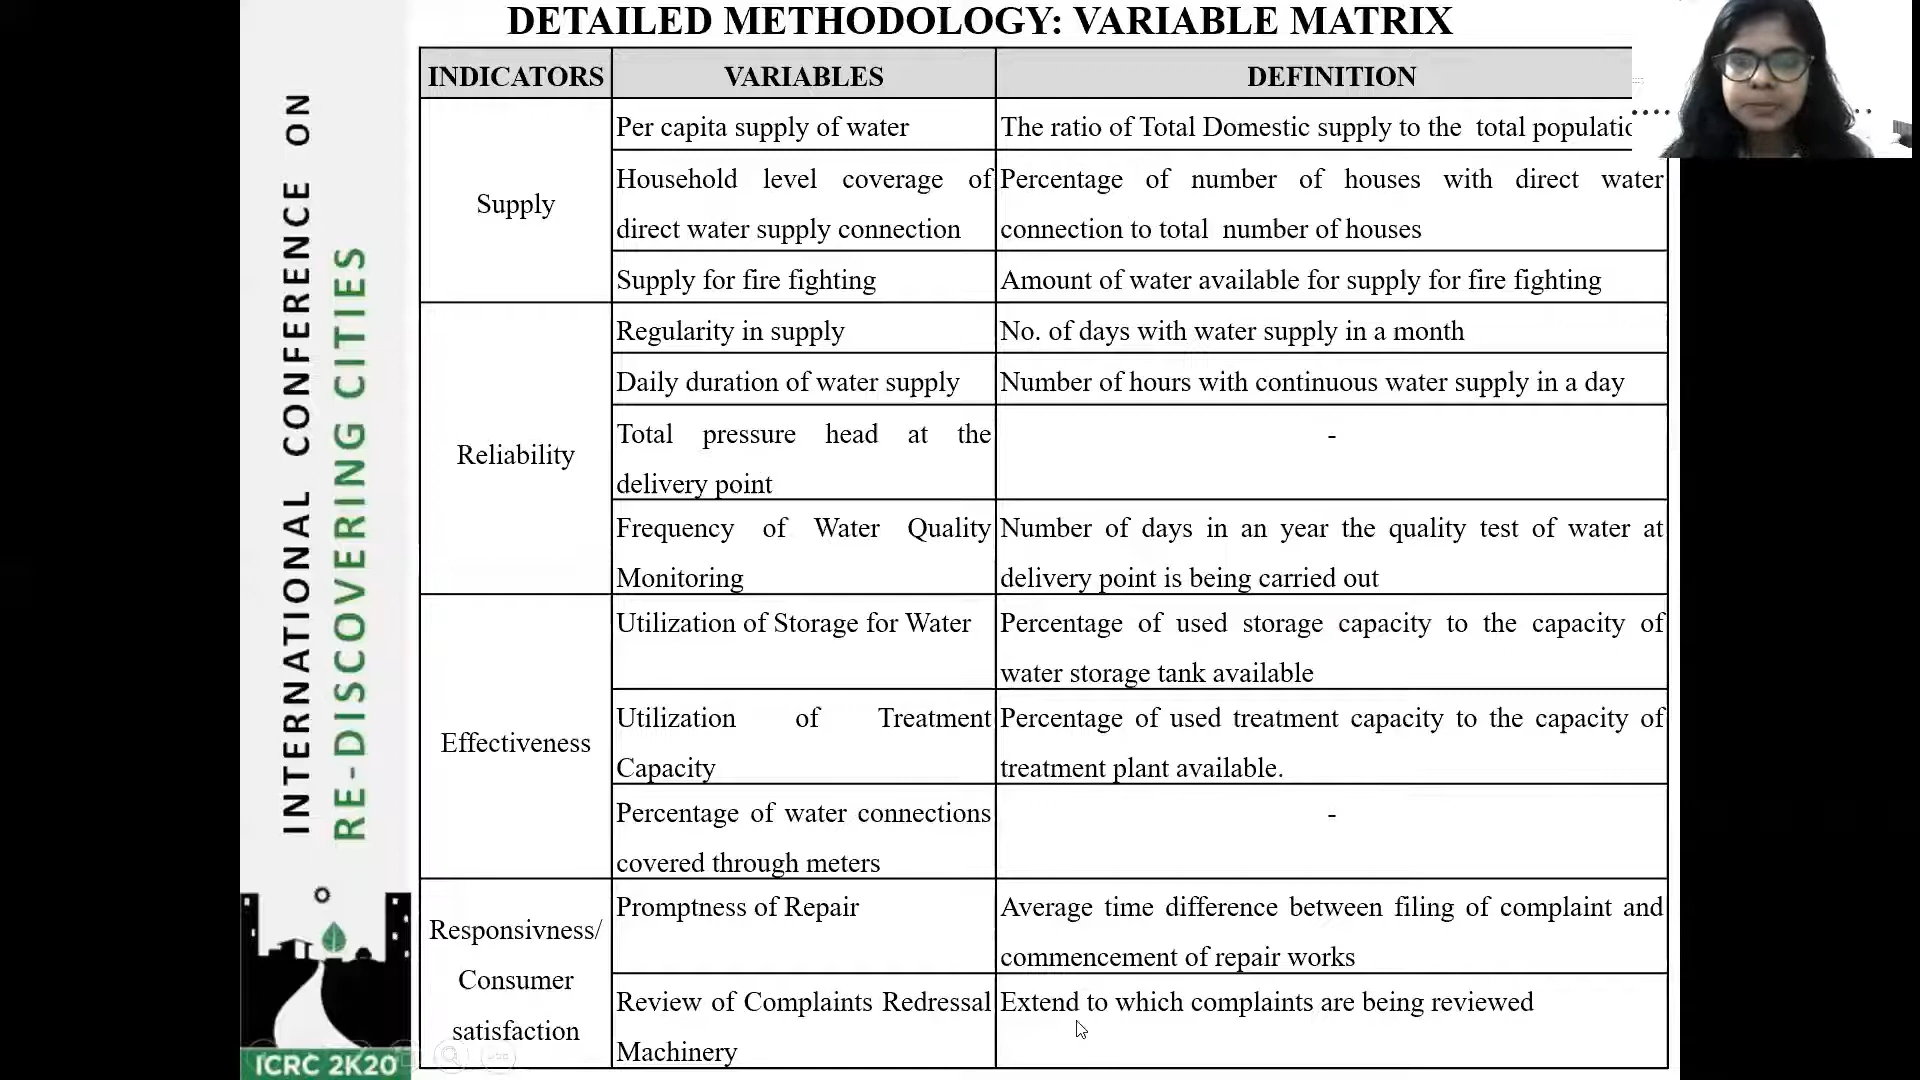 DETAILED METHODOLOGY: VARIABLE MATRIX
INTERNATIONAL CONFERENCE ON
RE-DISCOVERING CITIES
ICRC 2K20
INDICATORS
VARIABLES
DEFINITION
Supply
Per capita supply of water
The ratio of Total Domestic supply to the total populatio
Household level coverage of
direct water supply connection
Percentage of number of houses with direct water
connection to total number of houses
Supply for fire fighting
Amount of water available for supply for fire fighting
Reliability
Regularity in supply
No. of days with water supply in a month
Daily duration of water supply
Number of hours with continuous water supply in a day
Total pressure head at the
delivery point
-
Frequency of Water Quality
Monitoring
Number of days in an year the quality test of water at
delivery point is being carried out
Effectiveness
Utilization of Storage for Water
Percentage of used storage capacity to the capacity of
water storage tank available
Utilization of Treatment
Capacity
Percentage of used treatment capacity to the capacity of
treatment plant available.
Percentage of water connections
covered through meters
-
Responsivness/
Consumer
satisfaction
Promptness of Repair
Average time difference between filing of complaint and
commencement of repair works
Review of Complaints Redressal
Machinery
Extend to which complaints are being reviewed